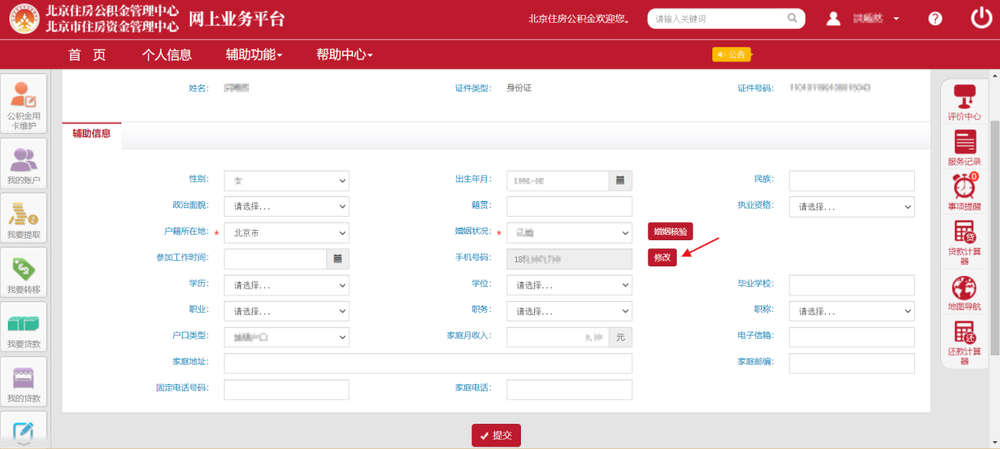 北京住房公积金管理中心
北京市住房资金管理中心
网上业务平台
北京住房公积金欢迎您。
请输入关键词
首 页
个人信息
辅助功能
帮助中心
公告
公积金用
卡维护
我的账户
我要提取
我要转移
我要贷款
我的贷款
姓名：
证件类型： 身份证
证件号码：
辅助信息
性别：
出生年月：
民族：
政治面貌： 请选择...
籍贯：
执业资格： 请选择...
户籍所在地： * 北京市
婚姻状况： *
婚姻核验
参加工作时间：
手机号码：
修改
学历： 请选择...
学位： 请选择...
毕业学校：
职业： 请选择...
职务： 请选择...
职称： 请选择...
户口类型：
家庭月收入： 元
电子信箱：
家庭地址：
家庭邮编：
固定电话号码：
家庭电话：
提交
评价中心
服务记录
0
事项提醒
贷
贷款计算
器
地图导航
还
还款计算
器